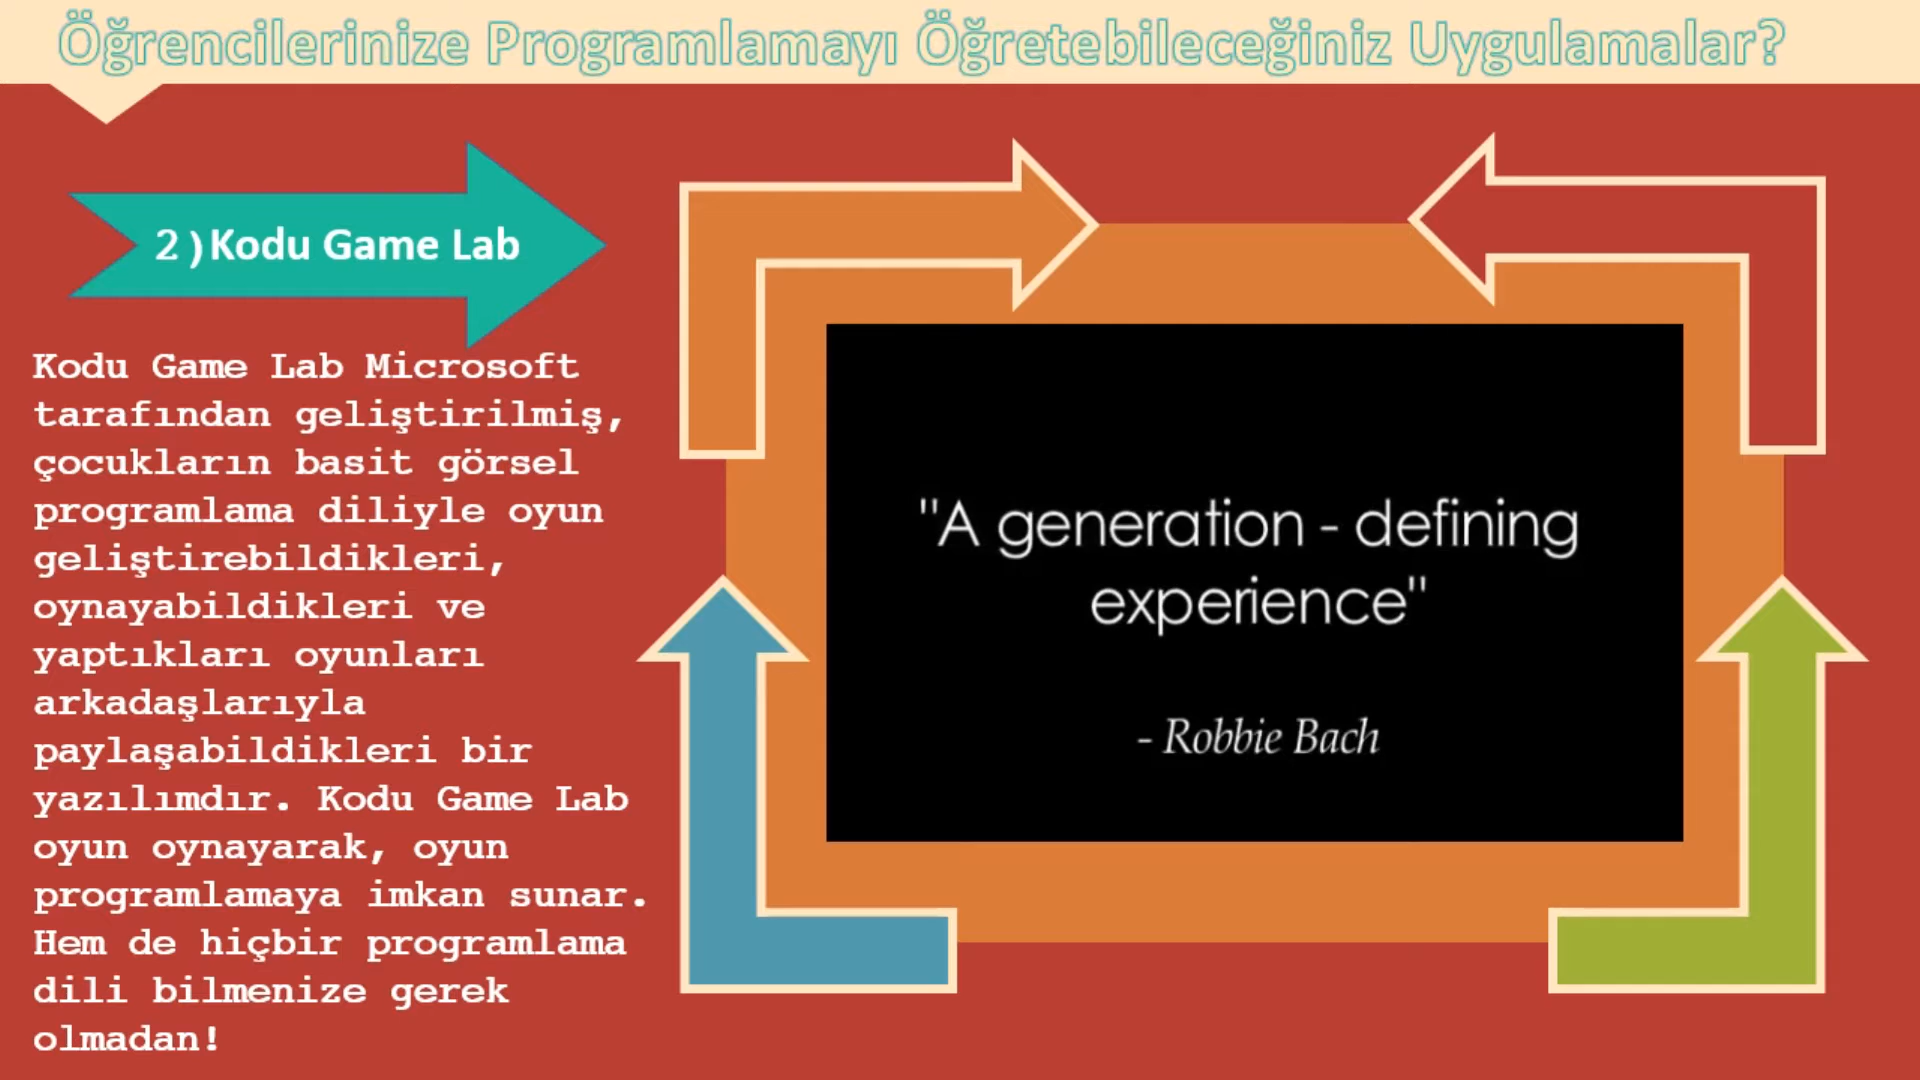 Öğrencilerinize Programlamayı Öğretebileceğiniz Uygulamalar?
2)Kodu Game Lab
Kodu Game Lab Microsoft
tarafından geliştirilmiş,
çocukların basit görsel
programlama diliyle oyun
geliştirebildikleri,
oynayabildikleri ve
yaptıkları oyunları
arkadaşlarıyla
paylaşabildikleri bir
yazılımdır. Kodu Game Lab
oyun oynayarak, oyun
programlamaya imkan sunar.
Hem de hiçbir programlama
dili bilmenize gerek
olmadan!
"A generation - defining
experience"
- Robbie Bach